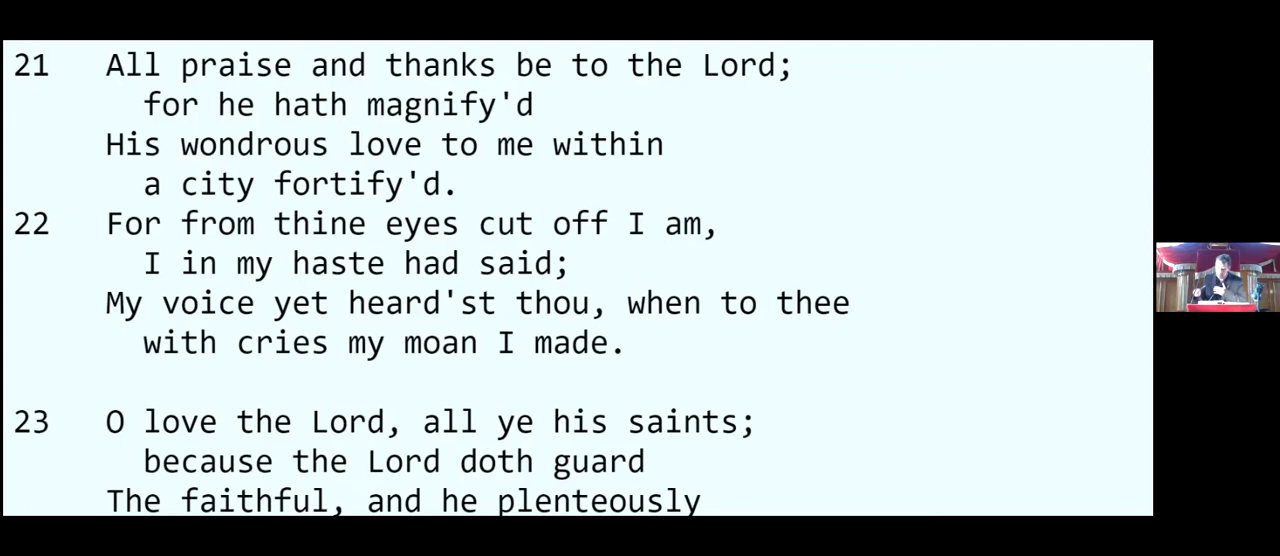 21 All praise and thanks be to the Lord;
for he hath magnify'd
His wondrous love to me within
a city fortify'd.
22 For from thine eyes cut off I am,
I in my haste had said;
My voice yet heard'st thou, when to thee
with cries my moan I made.
23 O love the Lord, all ye his saints;
because the Lord doth guard
The faithful, and he plenteously